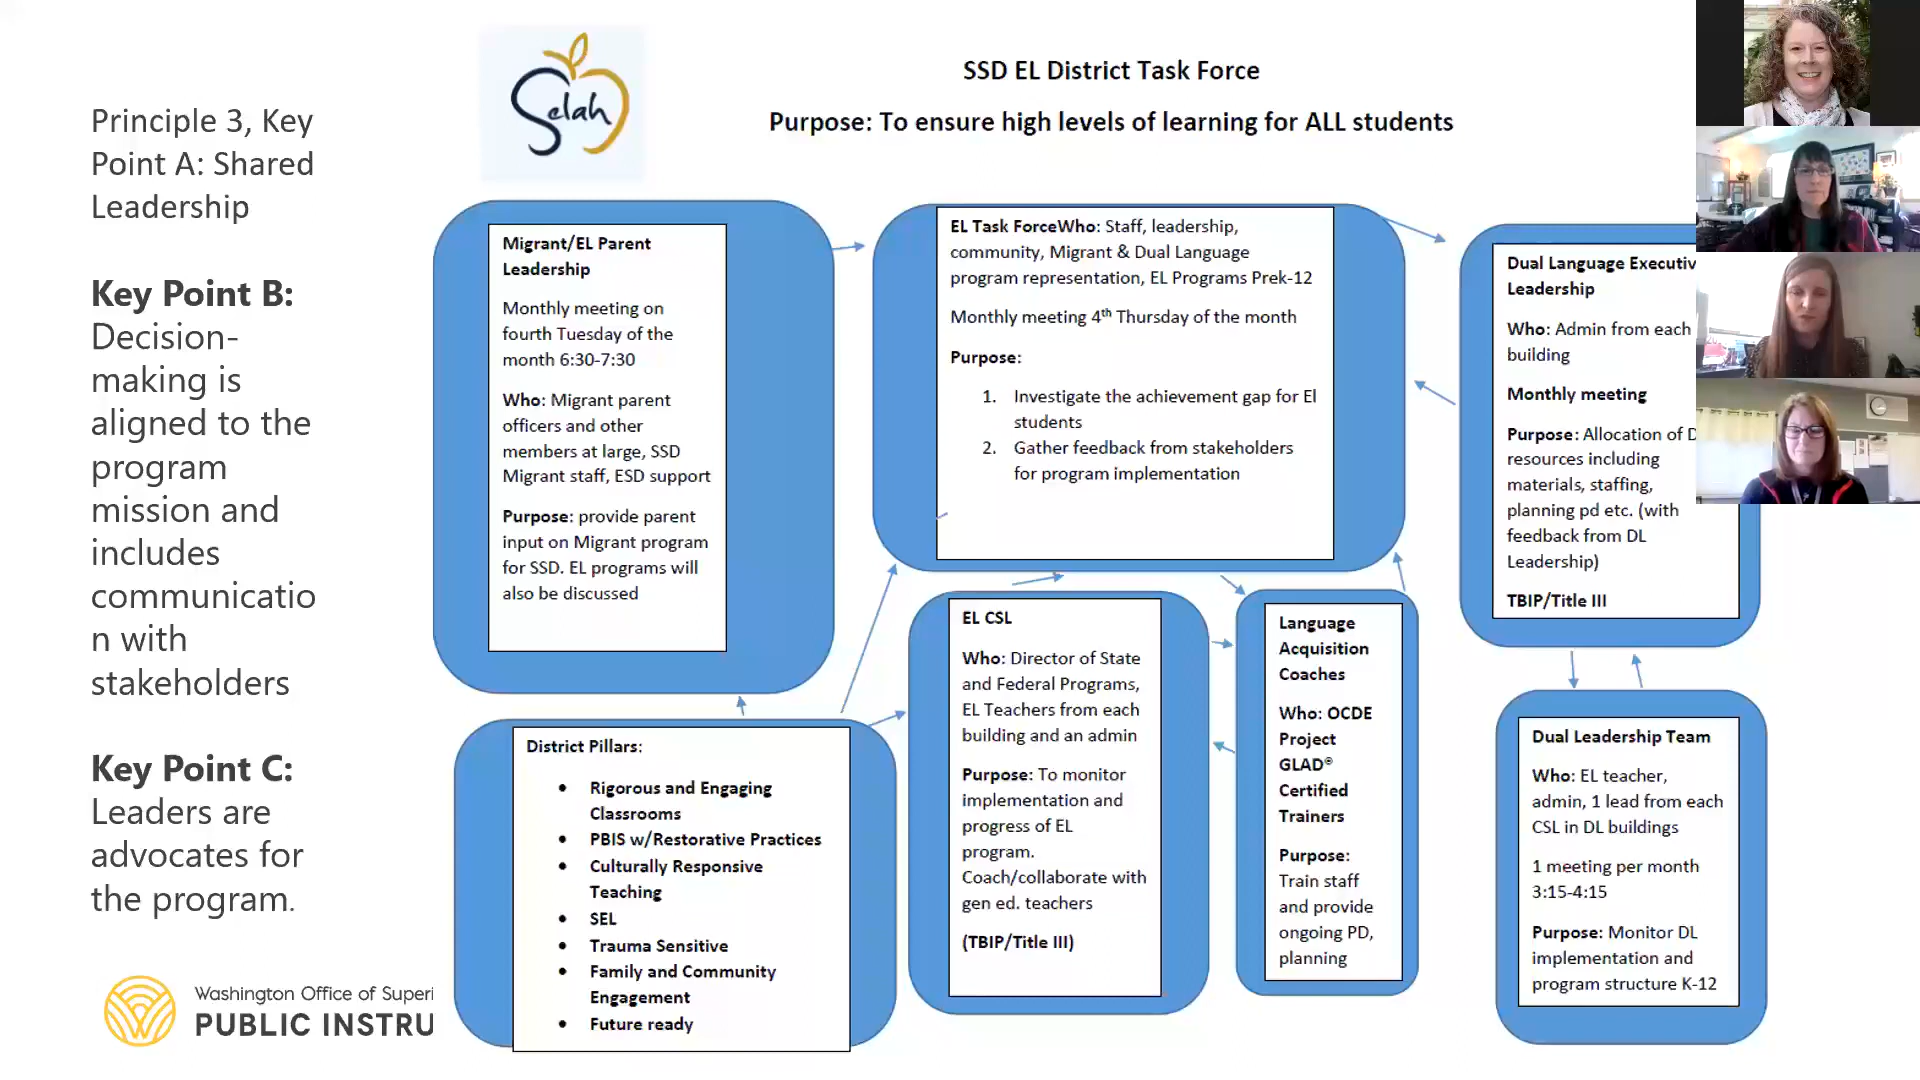 Principle 3, Key
Point A: Shared
Leadership
Key Point B:
Decision-
making is
aligned to the
program
mission and
includes
communicatio
n with
stakeholders
Key Point C:
Leaders are
advocates for
the program.
Washington Office of Superi
PUBLIC INSTRU
Selah
SSD EL District Task Force
Purpose: To ensure high levels of learning for ALL students
Migrant/EL Parent
Leadership
Monthly meeting on
fourth Tuesday of the
month 6:30-7:30
Who: Migrant parent
officers and other
members at large, SSD
Migrant staff, ESD support
Purpose: provide parent
input on Migrant program
for SSD. EL programs will
also be discussed
EL Task ForceWho: Staff, leadership,
community, Migrant & Dual Language
program representation, EL Programs Prek-12
Monthly meeting 4th Thursday of the month
Purpose:
1. Investigate the achievement gap for El
students
2. Gather feedback from stakeholders
for program implementation
Dual Language Executiv
Leadership
Who: Admin from each
building
Monthly meeting
Purpose: Allocation of D
resources including
materials, staffing,
planning pd etc. (with
feedback from DL
Leadership)
TBIP/Title III
District Pillars:
• Rigorous and Engaging
Classrooms
• PBIS w/Restorative Practices
• Culturally Responsive
Teaching
• SEL
• Trauma Sensitive
• Family and Community
Engagement
• Future ready
EL CSL
Who: Director of State
and Federal Programs,
EL Teachers from each
building and an admin
Purpose: To monitor
implementation and
progress of EL
program.
Coach/collaborate with
gen ed. teachers
(TBIP/Title III)
Language
Acquisition
Coaches
Who: OCDE
Project
GLAD®
Certified
Trainers
Purpose:
Train staff
and provide
ongoing PD,
planning
Dual Leadership Team
Who: EL teacher,
admin, 1 lead from each
CSL in DL buildings
1 meeting per month
3:15-4:15
Purpose: Monitor DL
implementation and
program structure K-12